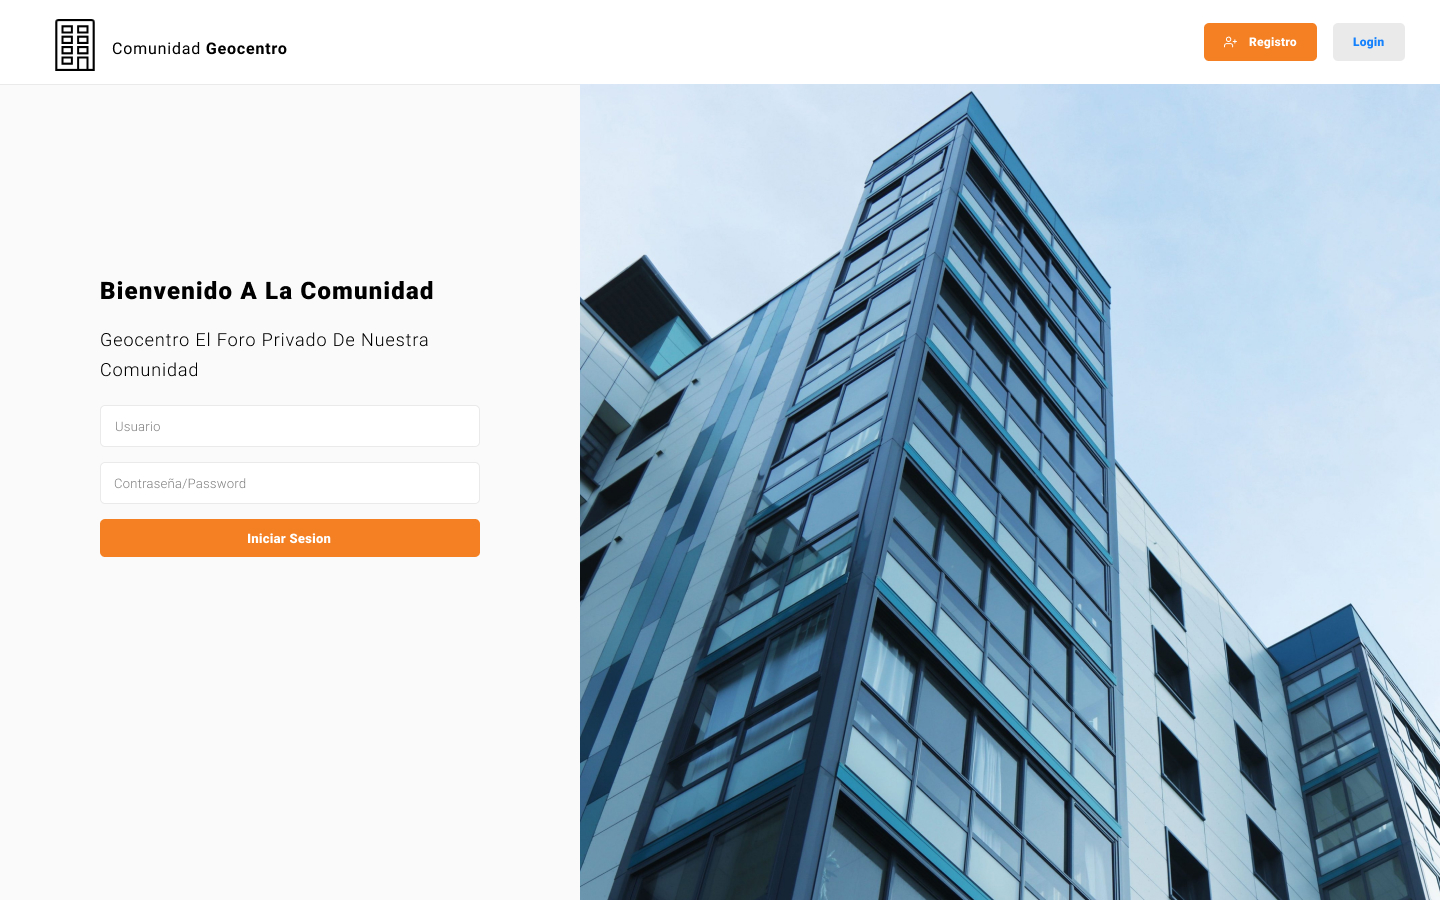 Comunidad Geocentro
Registro
Login
Bienvenido A La Comunidad
Geocentro El Foro Privado De Nuestra
Comunidad
Usuario
Contraseña/Password
Iniciar Sesion